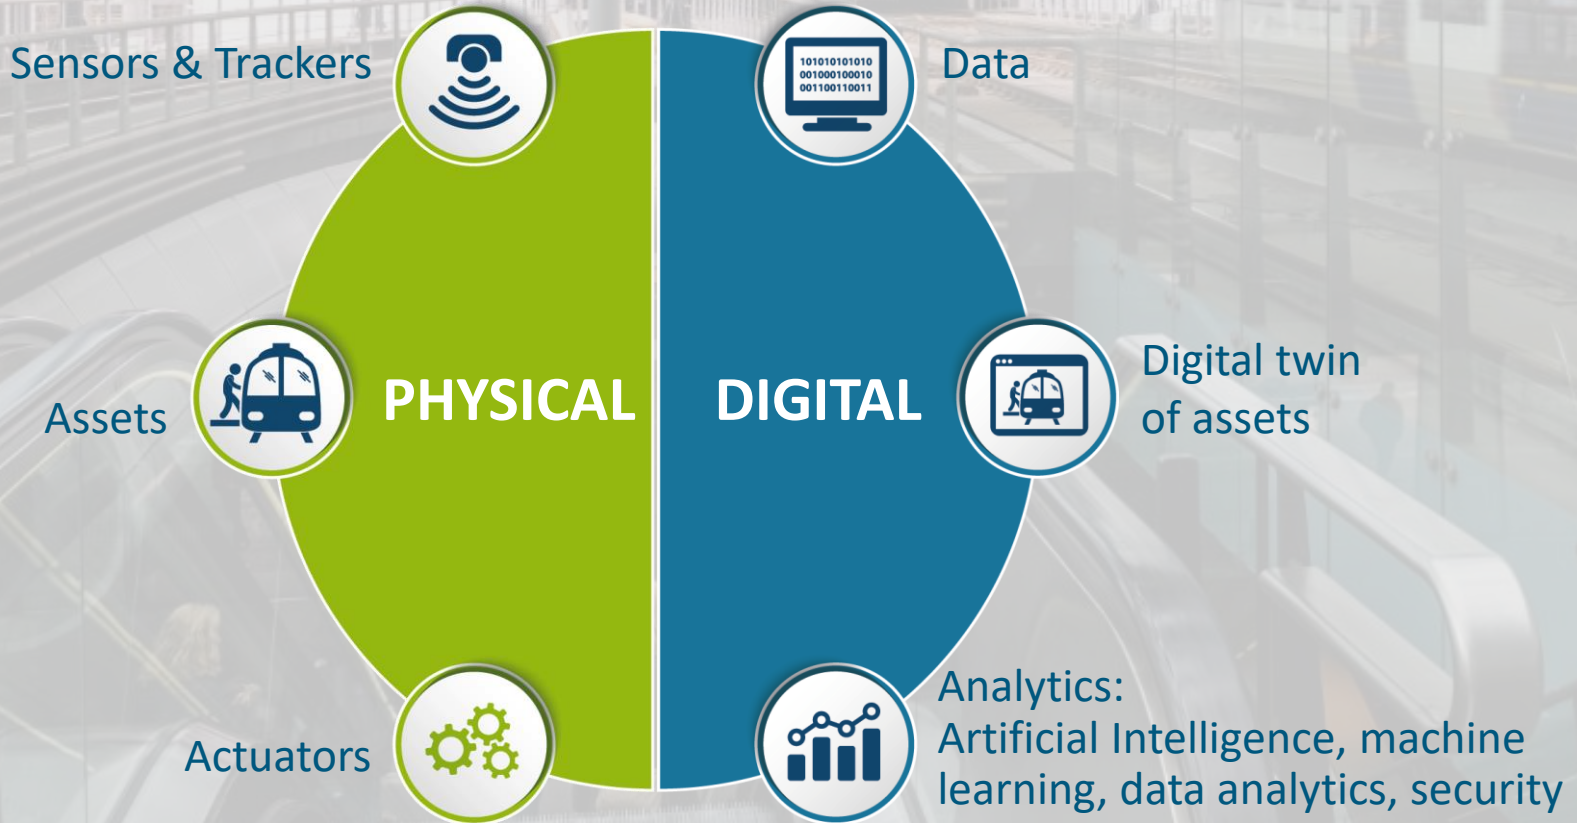 Sensors & Trackers
101010101010
001000100010
001100110011
Data
Assets
PHYSICAL
DIGITAL
Digital twin
of assets
Actuators
Analytics:
Artificial Intelligence, machine
learning, data analytics, security